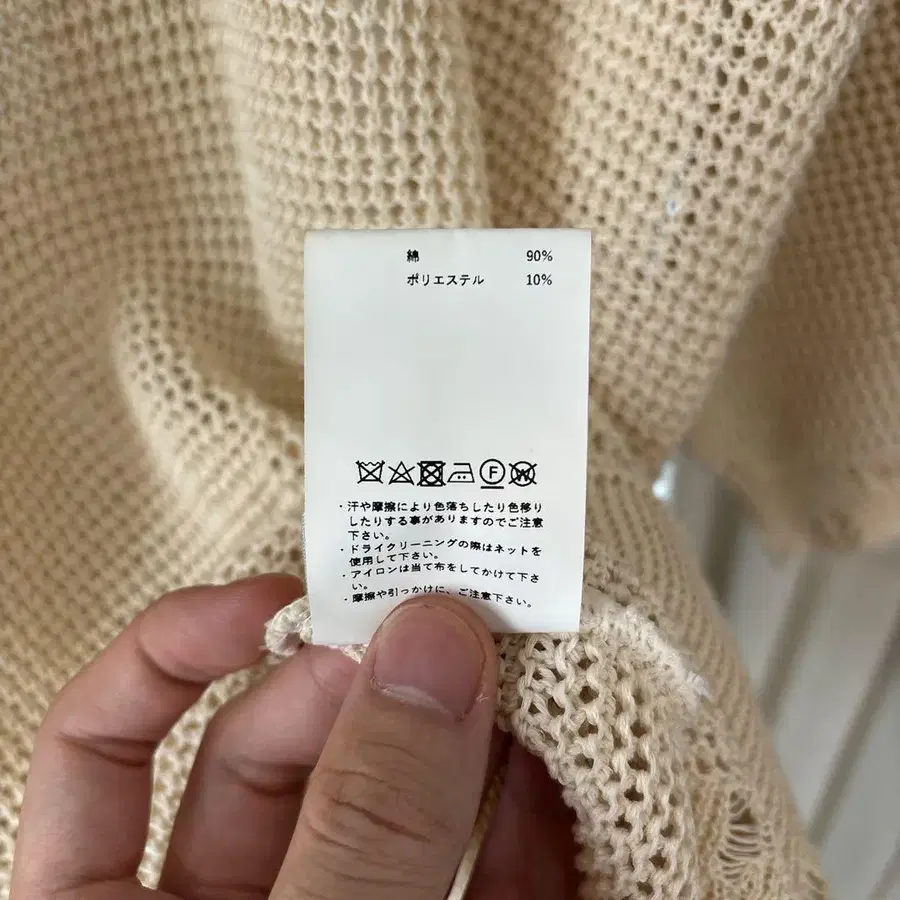 綿 90%
ポリエステル 10%
F W
・汗や摩擦により色落ちしたり色移り
したりする事がありますのでご注意
下さい。
・ドライクリーニングの際はネットを
使用して下さい。
・アイロンは当て布をしてかけて下さ
い。
・摩擦や引っかけに、ご注意下さい。